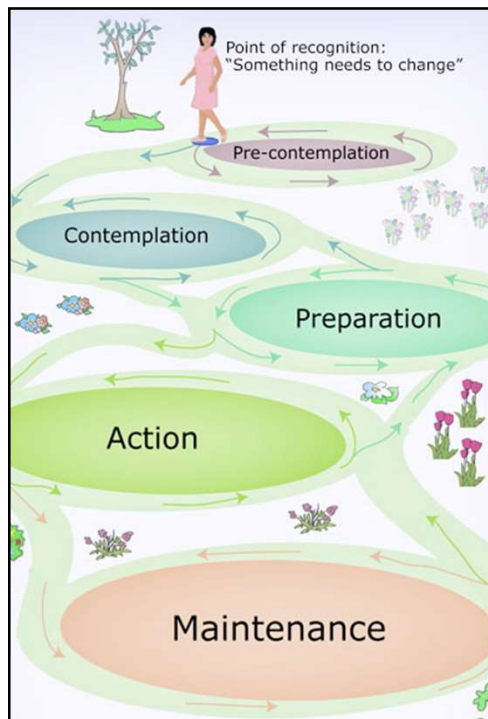 Point of recognition:
“Something needs to change”
Pre-contemplation
Contemplation
Preparation
Action
Maintenance